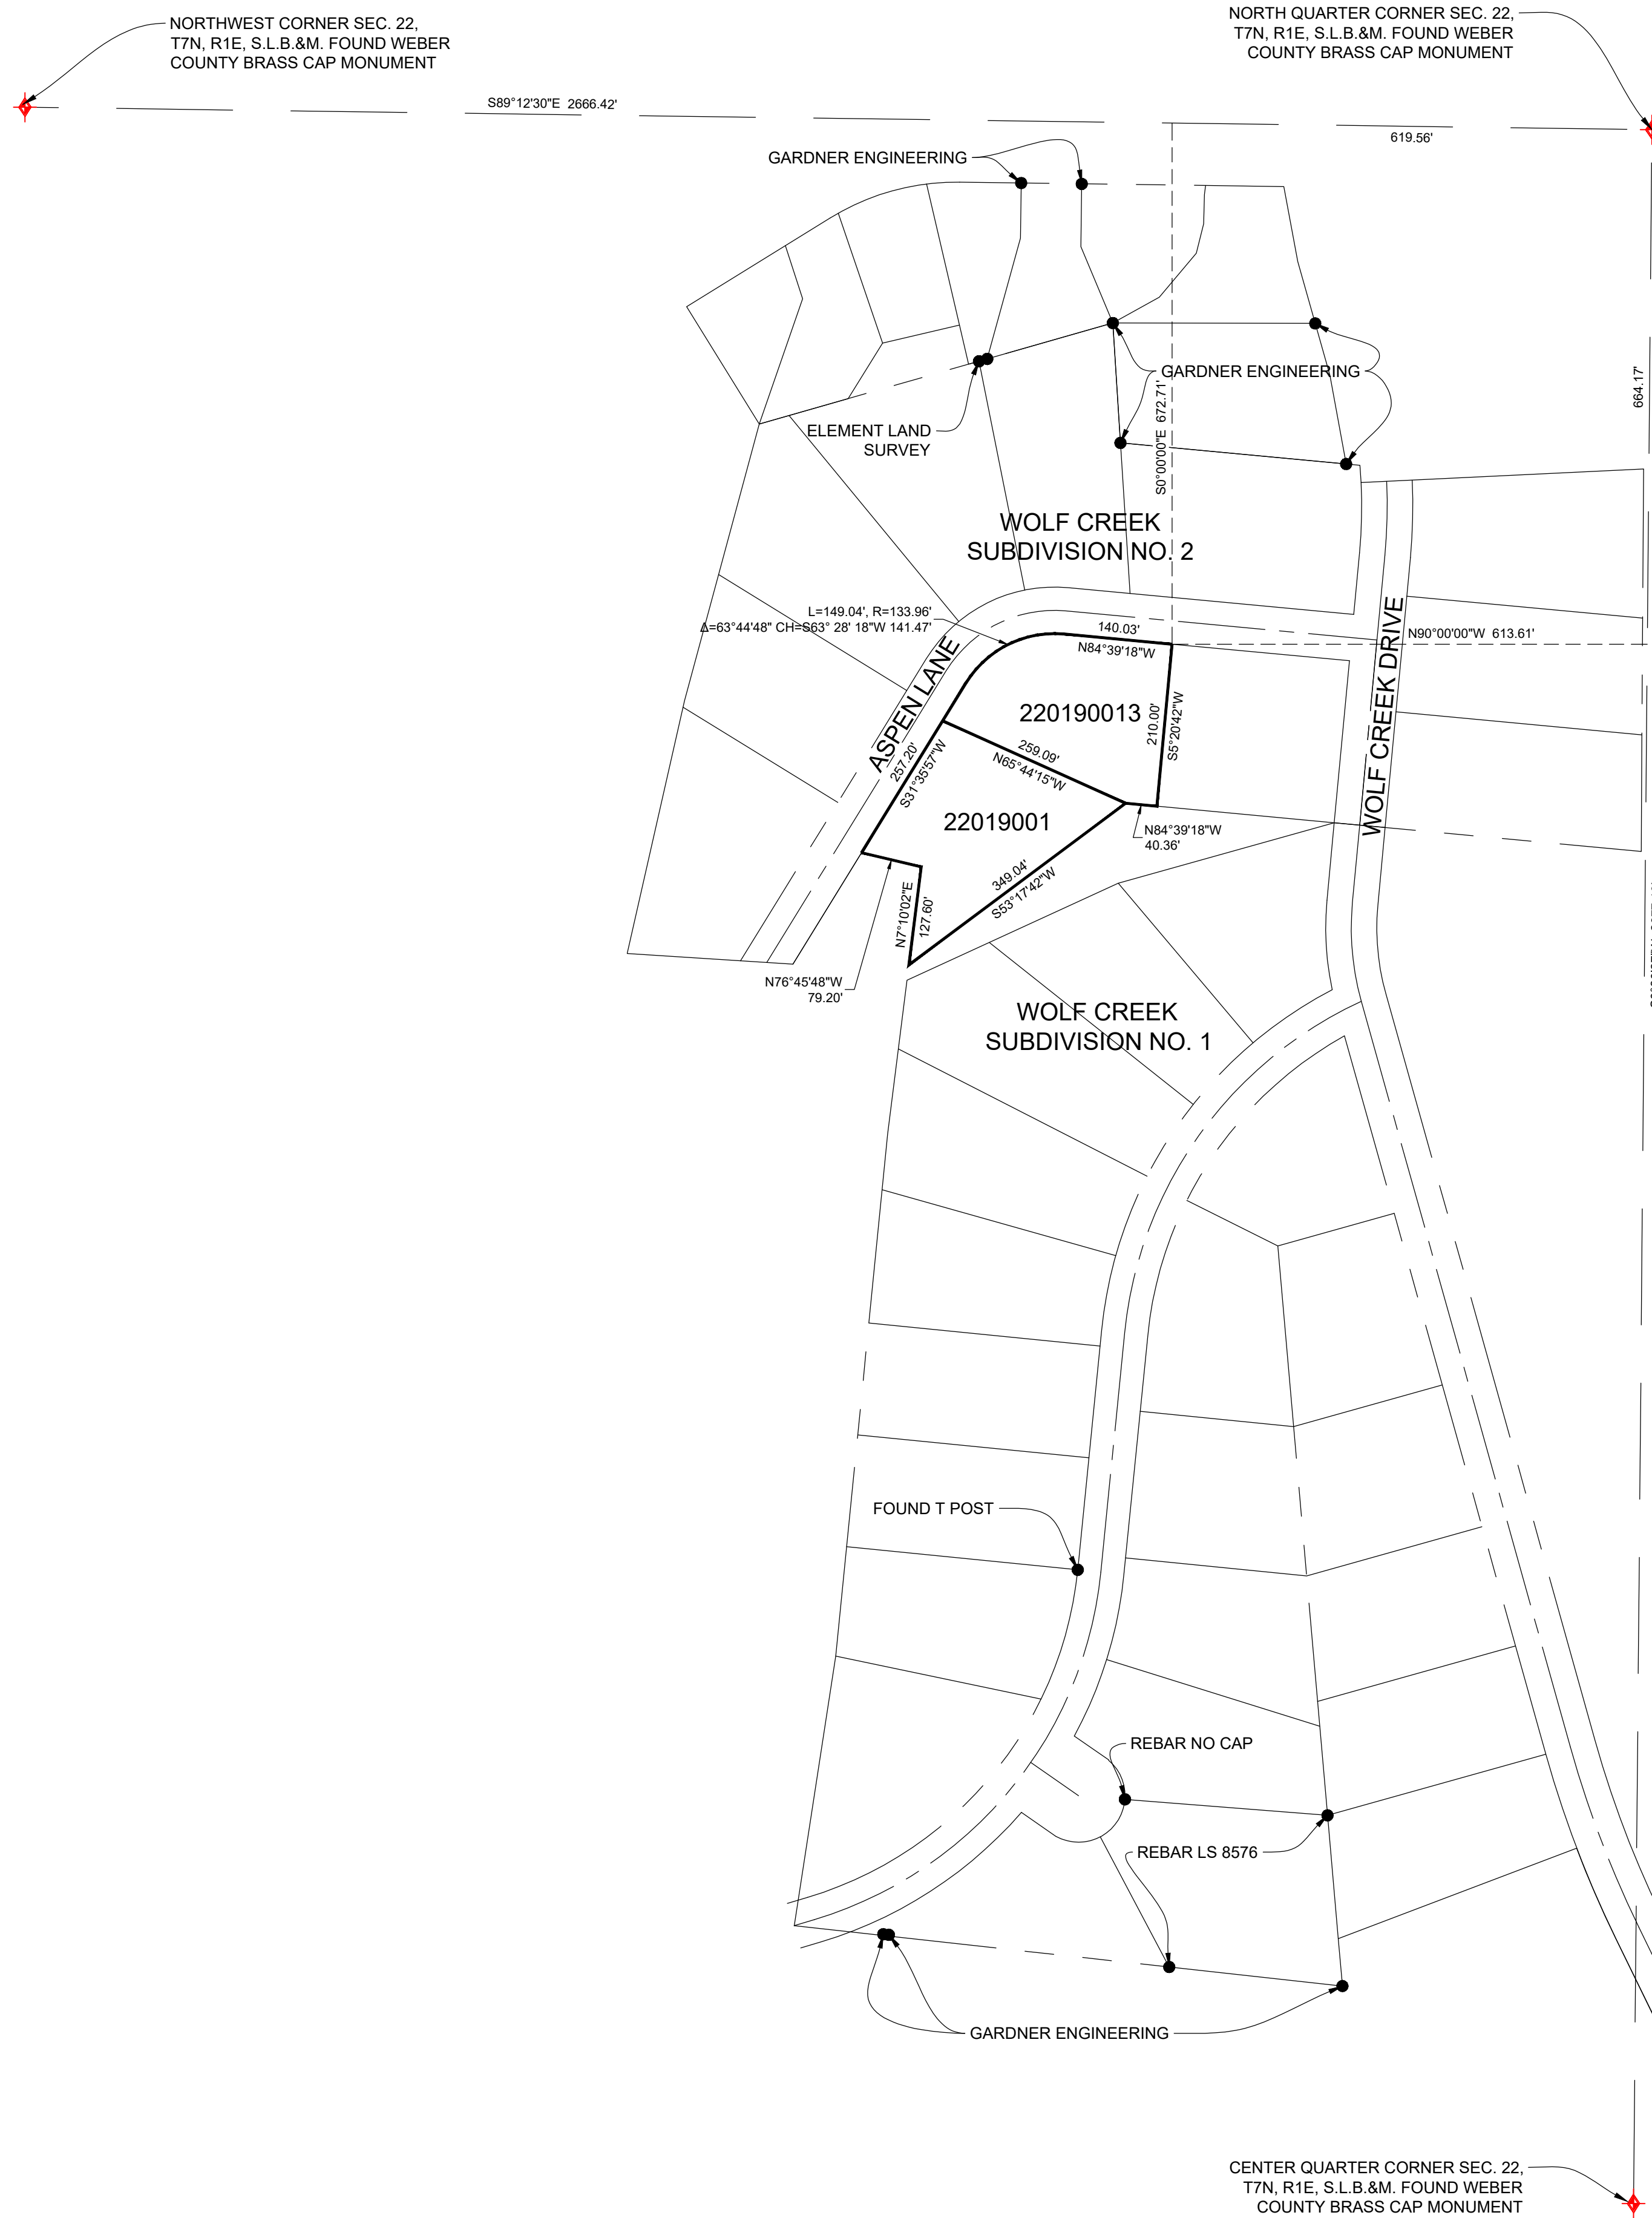 NORTHWEST CORNER SEC. 22,
T7N, R1E, S.L.B.&M. FOUND WEBER
COUNTY BRASS CAP MONUMENT
NORTH QUARTER CORNER SEC. 22,
T7N, R1E, S.L.B.&M. FOUND WEBER
COUNTY BRASS CAP MONUMENT
S89°12'30"E 2666.42'
619.56'
GARDNER ENGINEERING
GARDNER ENGINEERING
664.17'
S0°00'00"E 672.71'
ELEMENT LAND
SURVEY
WOLF CREEK
SUBDIVISION NO. 2
L=149.04', R=133.96'
Δ=63°44'48" CH=S63° 28' 18"W 141.47'
140.03'
N84°39'18"W
N90°00'00"W 613.61'
WOLF CREEK DRIVE
ASPEN LANE
220190013
210.00'
S5°20'42"W
257.20'
S31°35'57"W
259.09'
N65°44'15"W
22019001
N84°39'18"W
40.36'
349.04'
S53°17'42"W
N7°10'02"E
127.60'
N76°45'48"W
79.20'
WOLF CREEK
SUBDIVISION NO. 1
FOUND T POST
REBAR NO CAP
REBAR LS 8576
GARDNER ENGINEERING
CENTER QUARTER CORNER SEC. 22,
T7N, R1E, S.L.B.&M. FOUND WEBER
COUNTY BRASS CAP MONUMENT